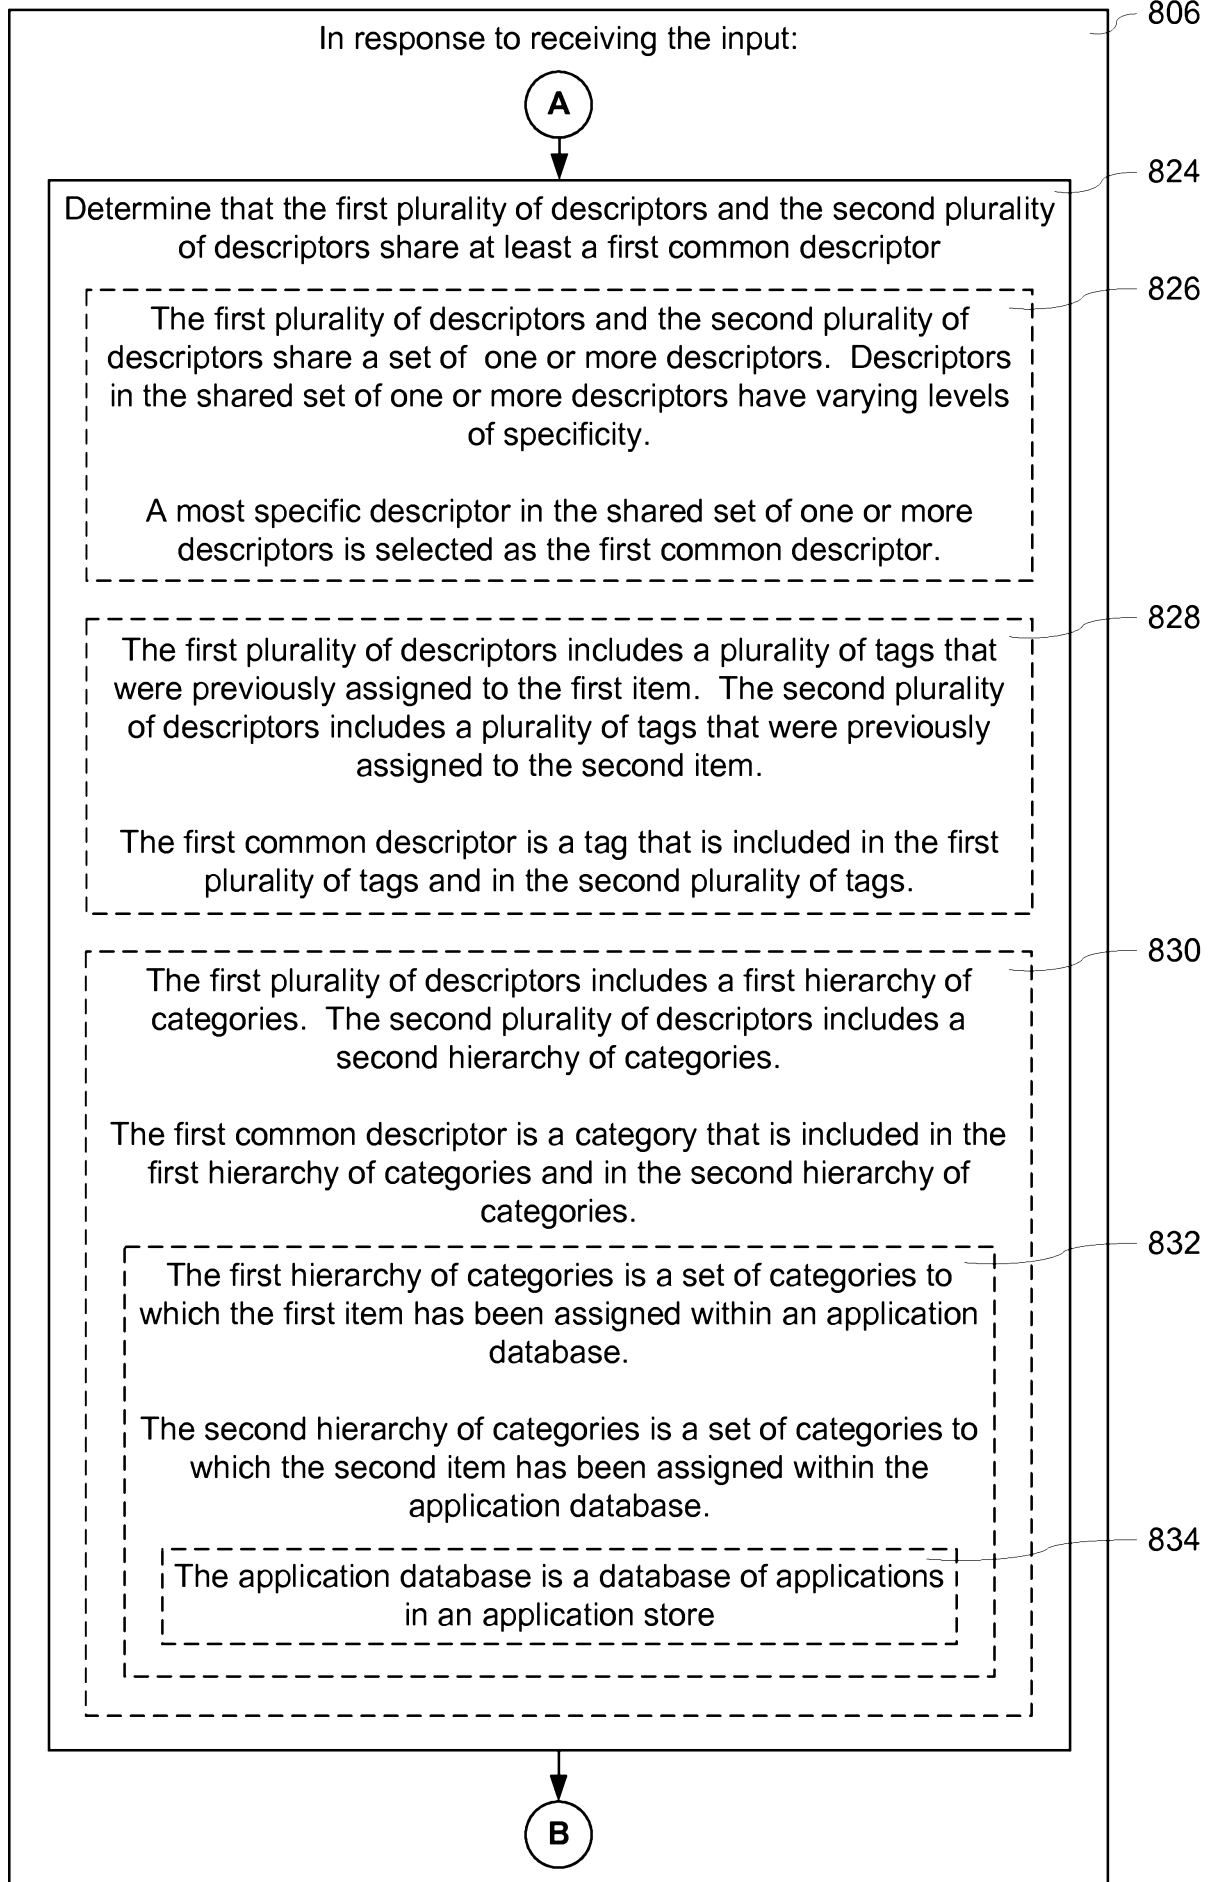 806
In response to receiving the input:
A
824
Determine that the first plurality of descriptors and the second plurality
of descriptors share at least a first common descriptor
826
The first plurality of descriptors and the second plurality of
descriptors share a set of  one or more descriptors.  Descriptors
in the shared set of one or more descriptors have varying levels
of specificity.
A most specific descriptor in the shared set of one or more
descriptors is selected as the first common descriptor.
828
The first plurality of descriptors includes a plurality of tags that
were previously assigned to the first item.  The second plurality
of descriptors includes a plurality of tags that were previously
assigned to the second item.
The first common descriptor is a tag that is included in the first
plurality of tags and in the second plurality of tags.
830
The first plurality of descriptors includes a first hierarchy of
categories.  The second plurality of descriptors includes a
second hierarchy of categories.
The first common descriptor is a category that is included in the
first hierarchy of categories and in the second hierarchy of
categories.
832
The first hierarchy of categories is a set of categories to
which the first item has been assigned within an application
database.
The second hierarchy of categories is a set of categories to
which the second item has been assigned within the
application database.
834
The application database is a database of applications
in an application store
B